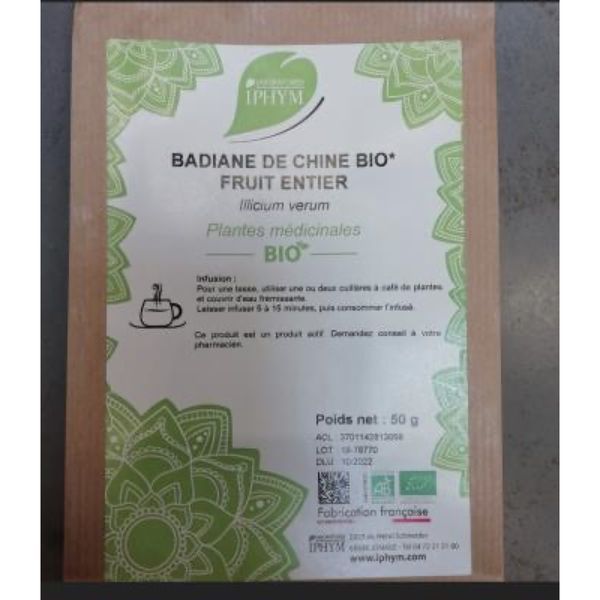 LABORATOIRES
IPHYM
BADIANE DE CHINE BIO*
FRUIT ENTIER
Illicium verum
Plantes médicinales
BIO
Infusion :
Pour une tasse, utiliser une ou deux cuillères à café de plantes
et couvrir d'eau frémissante.
Laisser infuser 5 à 15 minutes, puis consommer l'infusé.
Ce produit est un produit actif. Demandez conseil à votre
pharmacien.
Poids net : 50 g
ACL
LOT 18-78770
DLU 10/2022
AB
Fabrication française
IPHYM
www.iphym.com